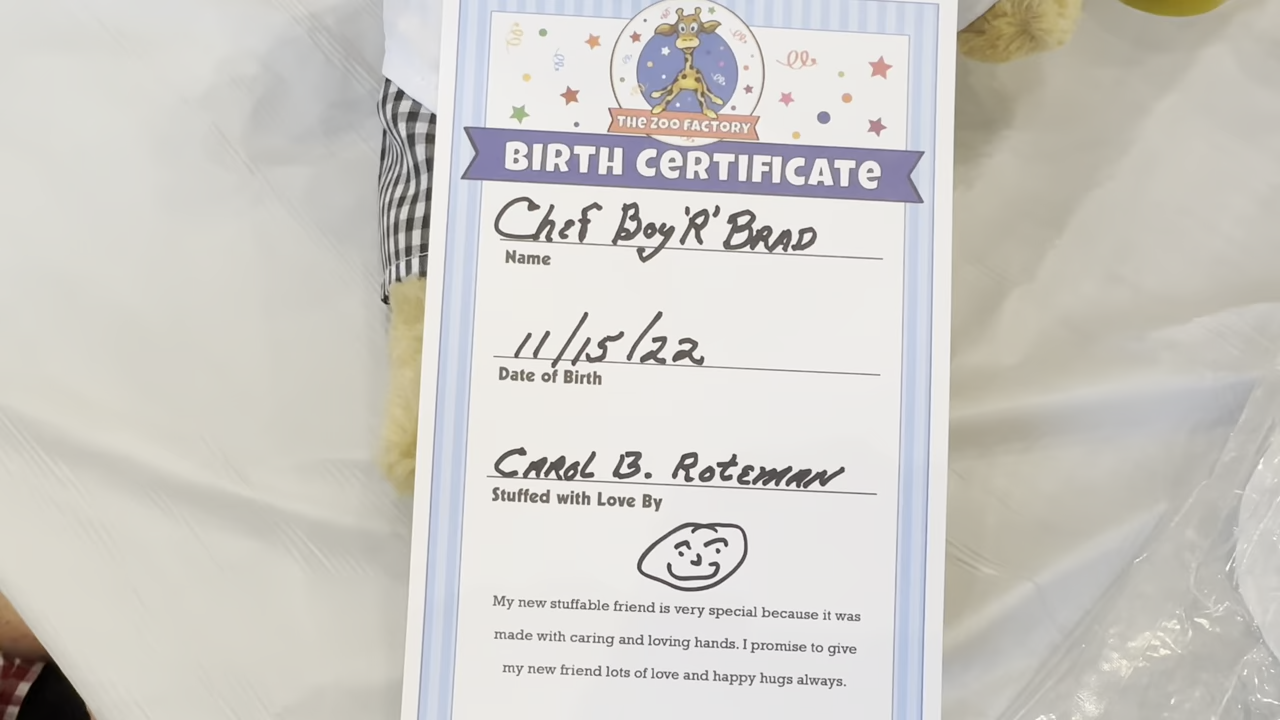 THE ZOO FACTORY
BIRTH CERTIFICATE
Chef Boy 'R' BRAD
Name
11/15/22
Date of Birth
CAROL B. ROTEMAN
Stuffed with Love By
My new stuffable friend is very special because it was
made with caring and loving hands. I promise to give
my new friend lots of love and happy hugs always.